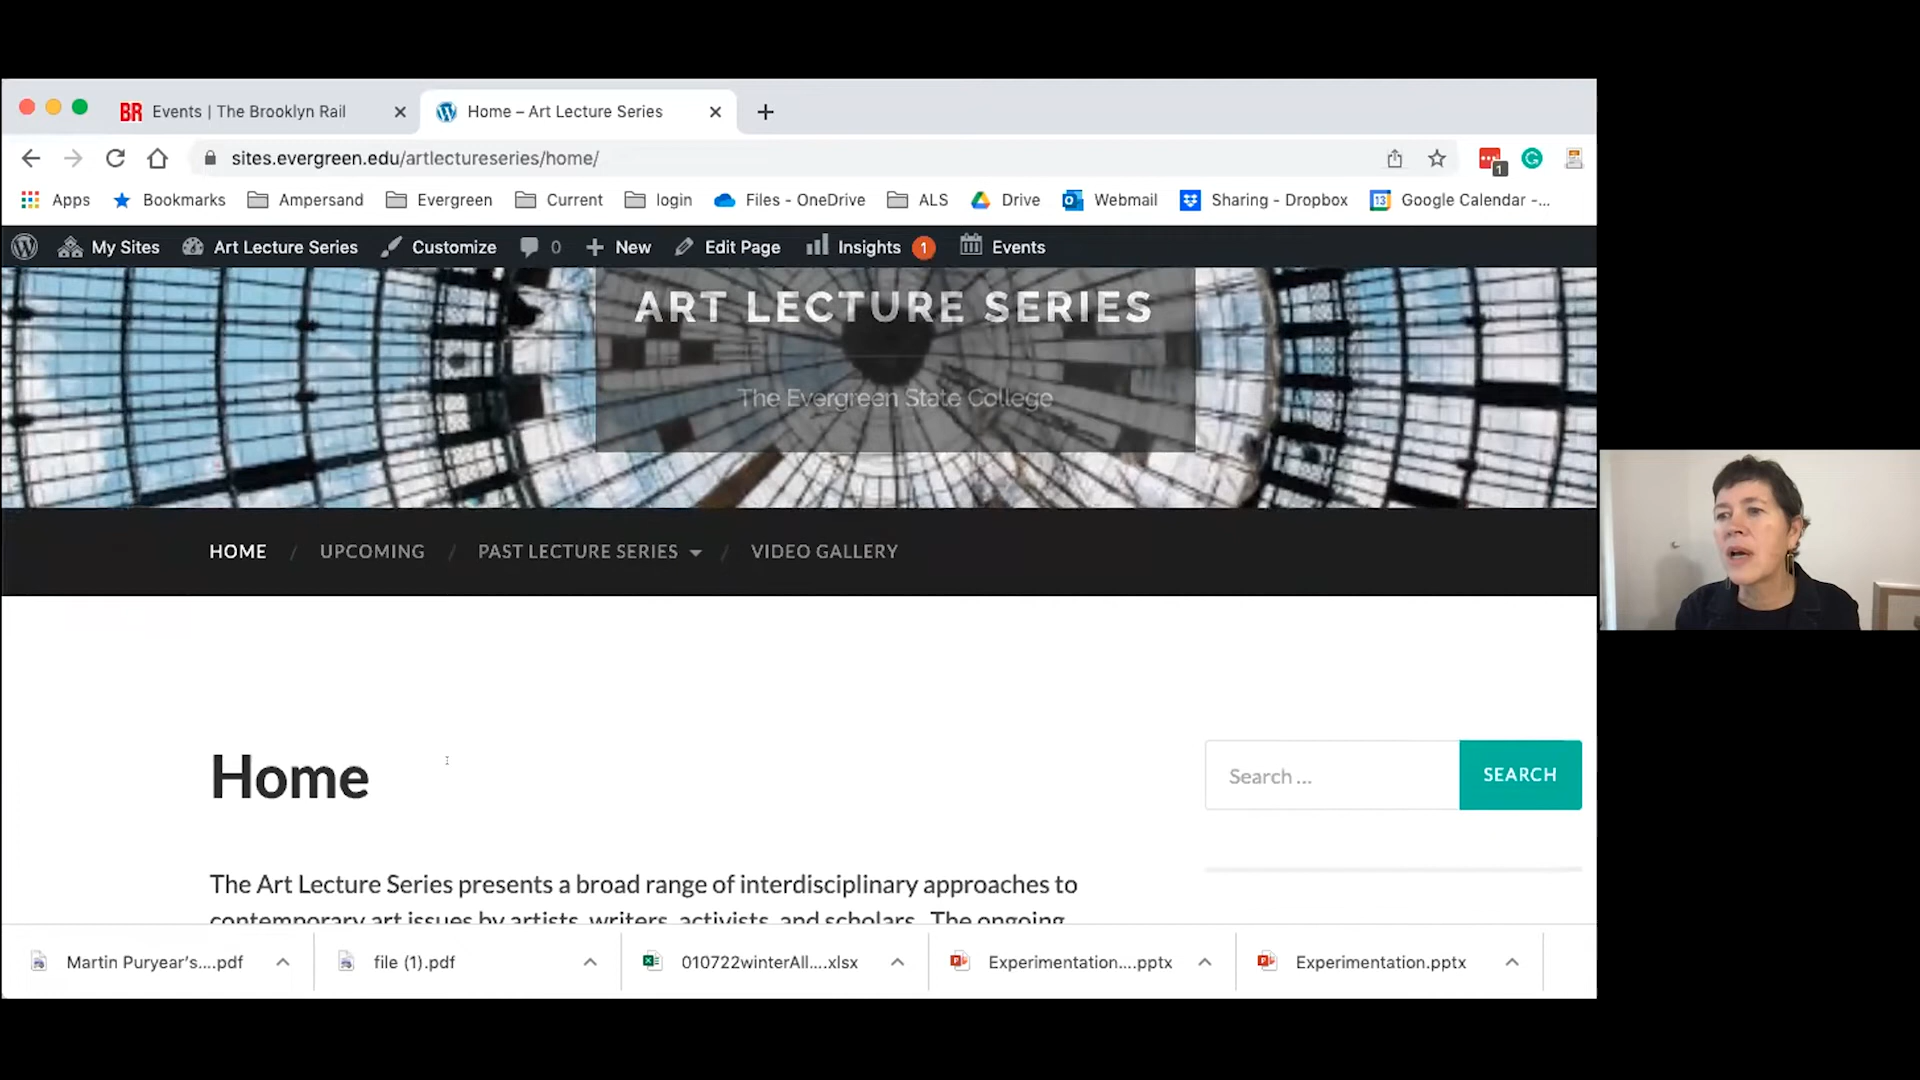 BR Events | The Brooklyn Rail
Home – Art Lecture Series
sites.evergreen.edu/artlectureseries/home/
1
Apps Bookmarks Ampersand Evergreen Current login Files - OneDrive ALS Drive Webmail Sharing - Dropbox 13 Google Calendar -...
My Sites Art Lecture Series Customize 0 New Edit Page Insights 1 Events
ART LECTURE SERIES
The Evergreen State College
HOME / UPCOMING / PAST LECTURE SERIES / VIDEO GALLERY
Home
Search ... SEARCH
The Art Lecture Series presents a broad range of interdisciplinary approaches to
contemporary art issues by artists, writers, activists, and scholars. The ongoing
Martin Puryear's....pdf file (1).pdf 010722winterAll....xlsx Experimentation....pptx Experimentation.pptx